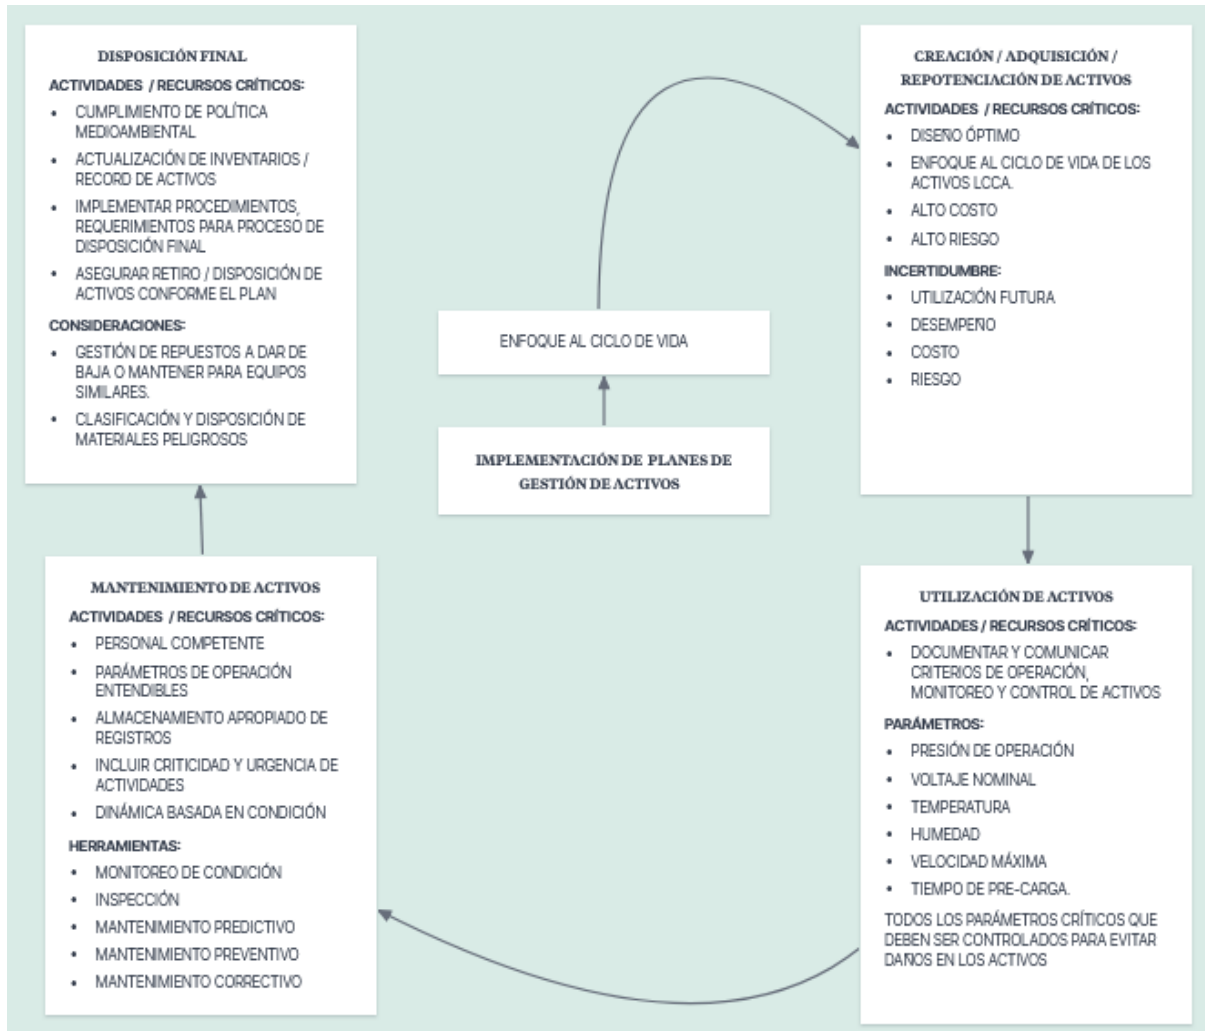 DISPOSICIÓN FINAL
ACTIVIDADES / RECURSOS CRÍTICOS:
• CUMPLIMIENTO DE POLÍTICA
MEDIOAMBIENTAL
• ACTUALIZACIÓN DE INVENTARIOS /
RECORD DE ACTIVOS
• IMPLEMENTAR PROCEDIMIENTOS,
REQUERIMIENTOS PARA PROCESO DE
DISPOSICIÓN FINAL
• ASEGURAR RETIRO / DISPOSICIÓN DE
ACTIVOS CONFORME EL PLAN
CONSIDERACIONES:
• GESTIÓN DE REPUESTOS A DAR DE
BAJA O MANTENER PARA EQUIPOS
SIMILARES.
• CLASIFICACIÓN Y DISPOSICIÓN DE
MATERIALES PELIGROSOS
ENFOQUE AL CICLO DE VIDA
IMPLEMENTACIÓN DE PLANES DE
GESTIÓN DE ACTIVOS
CREACIÓN / ADQUISICIÓN /
REPOTENCIACIÓN DE ACTIVOS
ACTIVIDADES / RECURSOS CRÍTICOS:
• DISEÑO ÓPTIMO
• ENFOQUE AL CICLO DE VIDA DE LOS
ACTIVOS LCCA.
• ALTO COSTO
• ALTO RIESGO
INCERTIDUMBRE:
• UTILIZACIÓN FUTURA
• DESEMPEÑO
• COSTO
• RIESGO
UTILIZACIÓN DE ACTIVOS
ACTIVIDADES / RECURSOS CRÍTICOS:
• DOCUMENTAR Y COMUNICAR
CRITERIOS DE OPERACIÓN,
MONITOREO Y CONTROL DE ACTIVOS
PARÁMETROS:
• PRESIÓN DE OPERACIÓN
• VOLTAJE NOMINAL
• TEMPERATURA
• HUMEDAD
• VELOCIDAD MÁXIMA
• TIEMPO DE PRE-CARGA.
TODOS LOS PARÁMETROS CRÍTICOS QUE
DEBEN SER CONTROLADOS PARA EVITAR
DAÑOS EN LOS ACTIVOS
MANTENIMIENTO DE ACTIVOS
ACTIVIDADES / RECURSOS CRÍTICOS:
• PERSONAL COMPETENTE
• PARÁMETROS DE OPERACIÓN
ENTENDIBLES
• ALMACENAMIENTO APROPIADO DE
REGISTROS
• INCLUIR CRITICIDAD Y URGENCIA DE
ACTIVIDADES
• DINÁMICA BASADA EN CONDICIÓN
HERRAMIENTAS:
• MONITOREO DE CONDICIÓN
• INSPECCIÓN
• MANTENIMIENTO PREDICTIVO
• MANTENIMIENTO PREVENTIVO
• MANTENIMIENTO CORRECTIVO